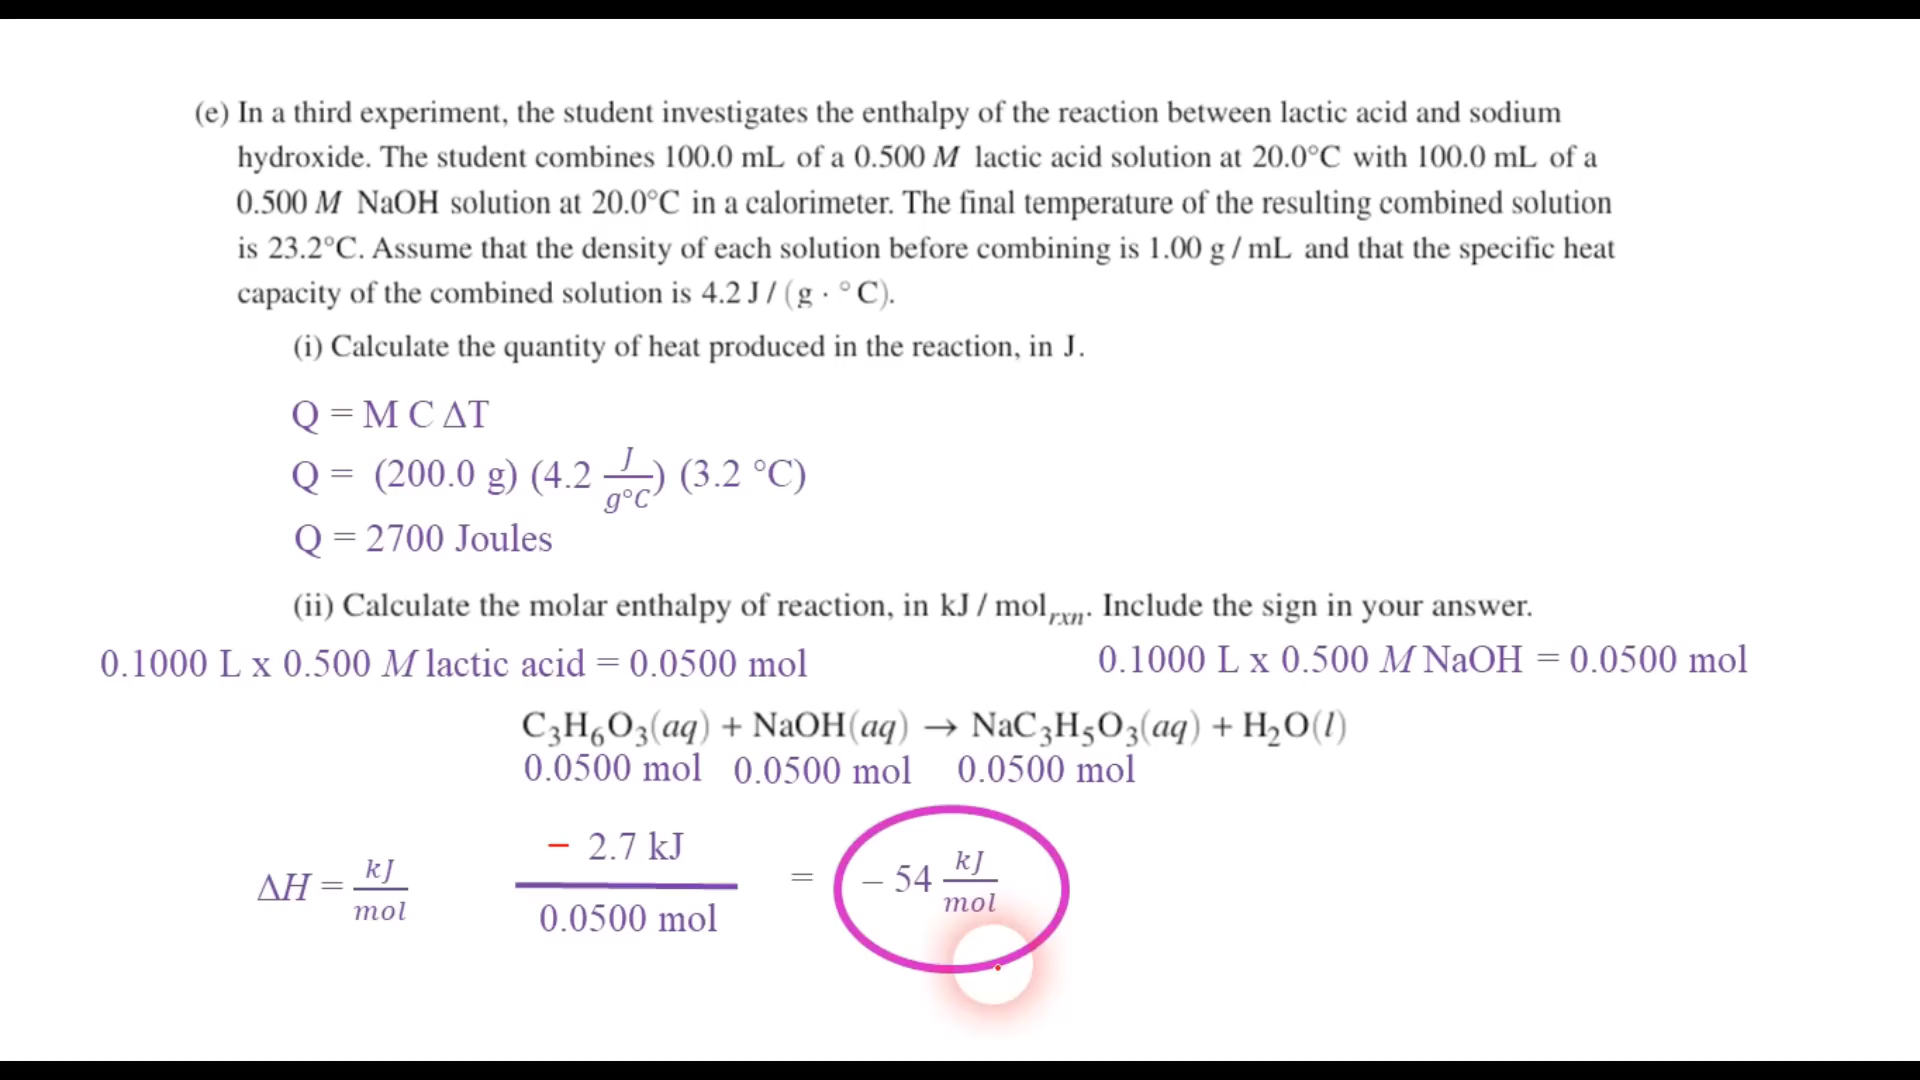 (e) In a third experiment, the student investigates the enthalpy of the reaction between lactic acid and sodium
hydroxide. The student combines 100.0 mL of a 0.500 M lactic acid solution at 20.0°C with 100.0 mL of a
0.500 M NaOH solution at 20.0°C in a calorimeter. The final temperature of the resulting combined solution
is 23.2°C. Assume that the density of each solution before combining is 1.00 g / mL and that the specific heat
capacity of the combined solution is 4.2 J / (g · °C).
(i) Calculate the quantity of heat produced in the reaction, in J.
Q = M C ΔT
Q = (200.0 g) (4.2 J/g°C) (3.2 °C)
Q = 2700 Joules
(ii) Calculate the molar enthalpy of reaction, in kJ / mol_rxn. Include the sign in your answer.
0.1000 L x 0.500 M lactic acid = 0.0500 mol 0.1000 L x 0.500 M NaOH = 0.0500 mol
C₃H₆O₃(aq) + NaOH(aq) → NaC₃H₅O₃(aq) + H₂O(l)
0.0500 mol 0.0500 mol 0.0500 mol
ΔH = kJ/mol – 2.7 kJ/0.0500 mol = – 54 kJ/mol